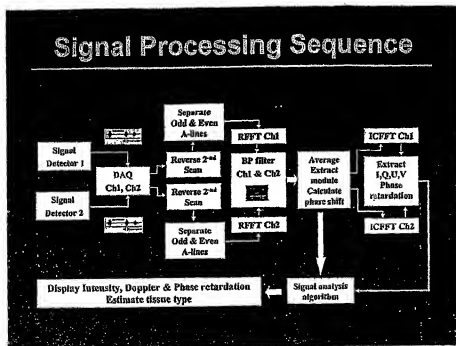 Signal Processing Sequence
Signal
Detector 1
Signal
Detector 2
DAQ
Ch1, Ch2
Separate
Odd & Even
A-lines
Reverse 2nd
Scan
Reverse 2nd
Scan
Separate
Odd & Even
A-lines
RFFT Ch1
BP filter
Ch1 & Ch2
RFFT Ch2
Average
Extract
module
Calculate
phase shift
ICFFT Ch1
Extract
I,Q,U,V
Phase
retardation
ICFFT Ch2
Signal analysis
algorithm
Display Intensity, Doppler & Phase retardation
Estimate tissue type